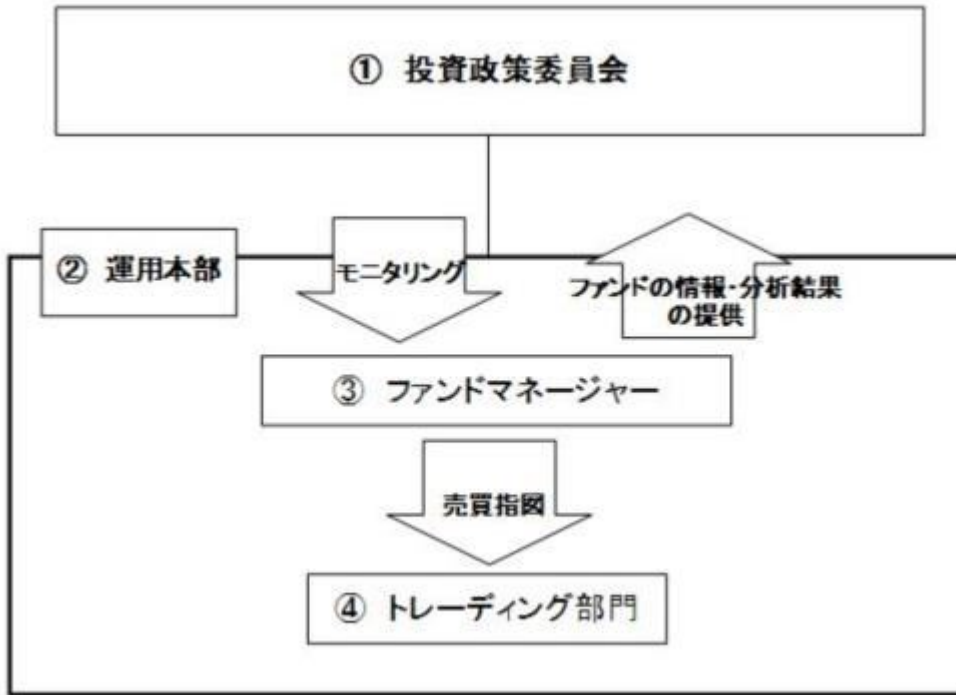 ① 投資政策委員会
② 運用本部
モニタリング
ファンドの情報・分析結果
の提供
③ ファンドマネージャー
売買指図
④ トレーディング部門